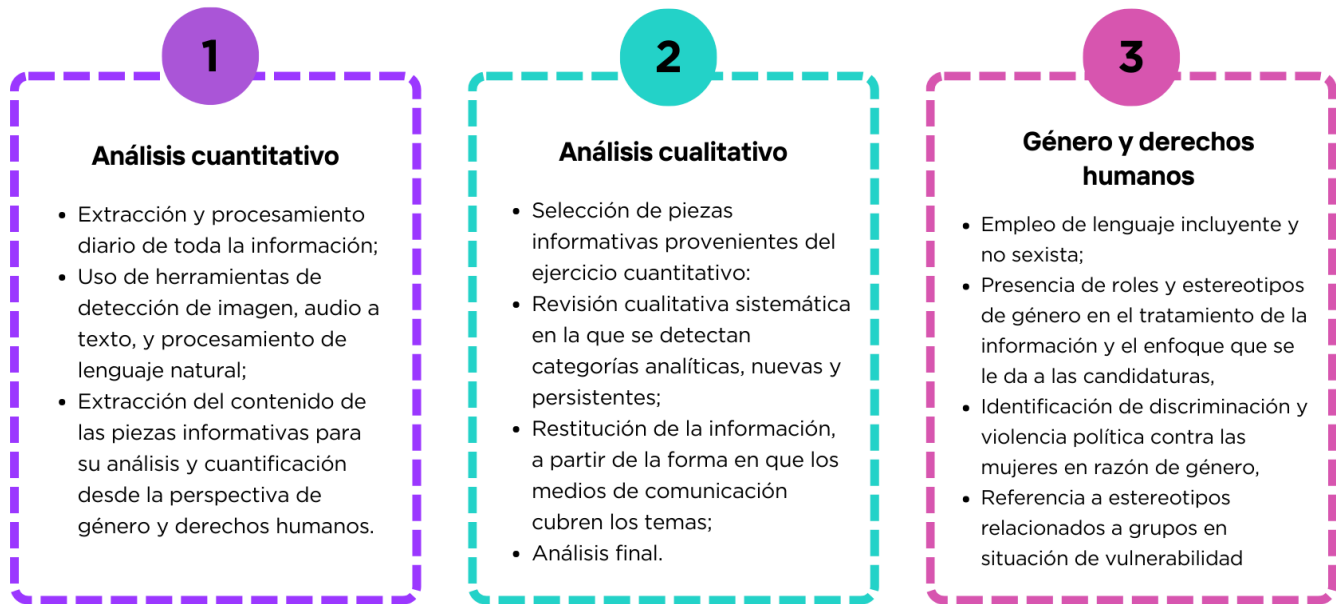 1
Análisis cuantitativo
• Extracción y procesamiento
diario de toda la información;
• Uso de herramientas de
detección de imagen, audio a
texto, y procesamiento de
lenguaje natural;
• Extracción del contenido de
las piezas informativas para
su análisis y cuantificación
desde la perspectiva de
género y derechos humanos.
2
Análisis cualitativo
• Selección de piezas
informativas provenientes del
ejercicio cuantitativo:
• Revisión cualitativa sistemática
en la que se detectan
categorías analíticas, nuevas y
persistentes;
• Restitución de la información,
a partir de la forma en que los
medios de comunicación
cubren los temas;
• Análisis final.
3
Género y derechos
humanos
• Empleo de lenguaje incluyente y
no sexista;
• Presencia de roles y estereotipos
de género en el tratamiento de la
información y el enfoque que se
le da a las candidaturas,
• Identificación de discriminación y
violencia política contra las
mujeres en razón de género,
• Referencia a estereotipos
relacionados a grupos en
situación de vulnerabilidad